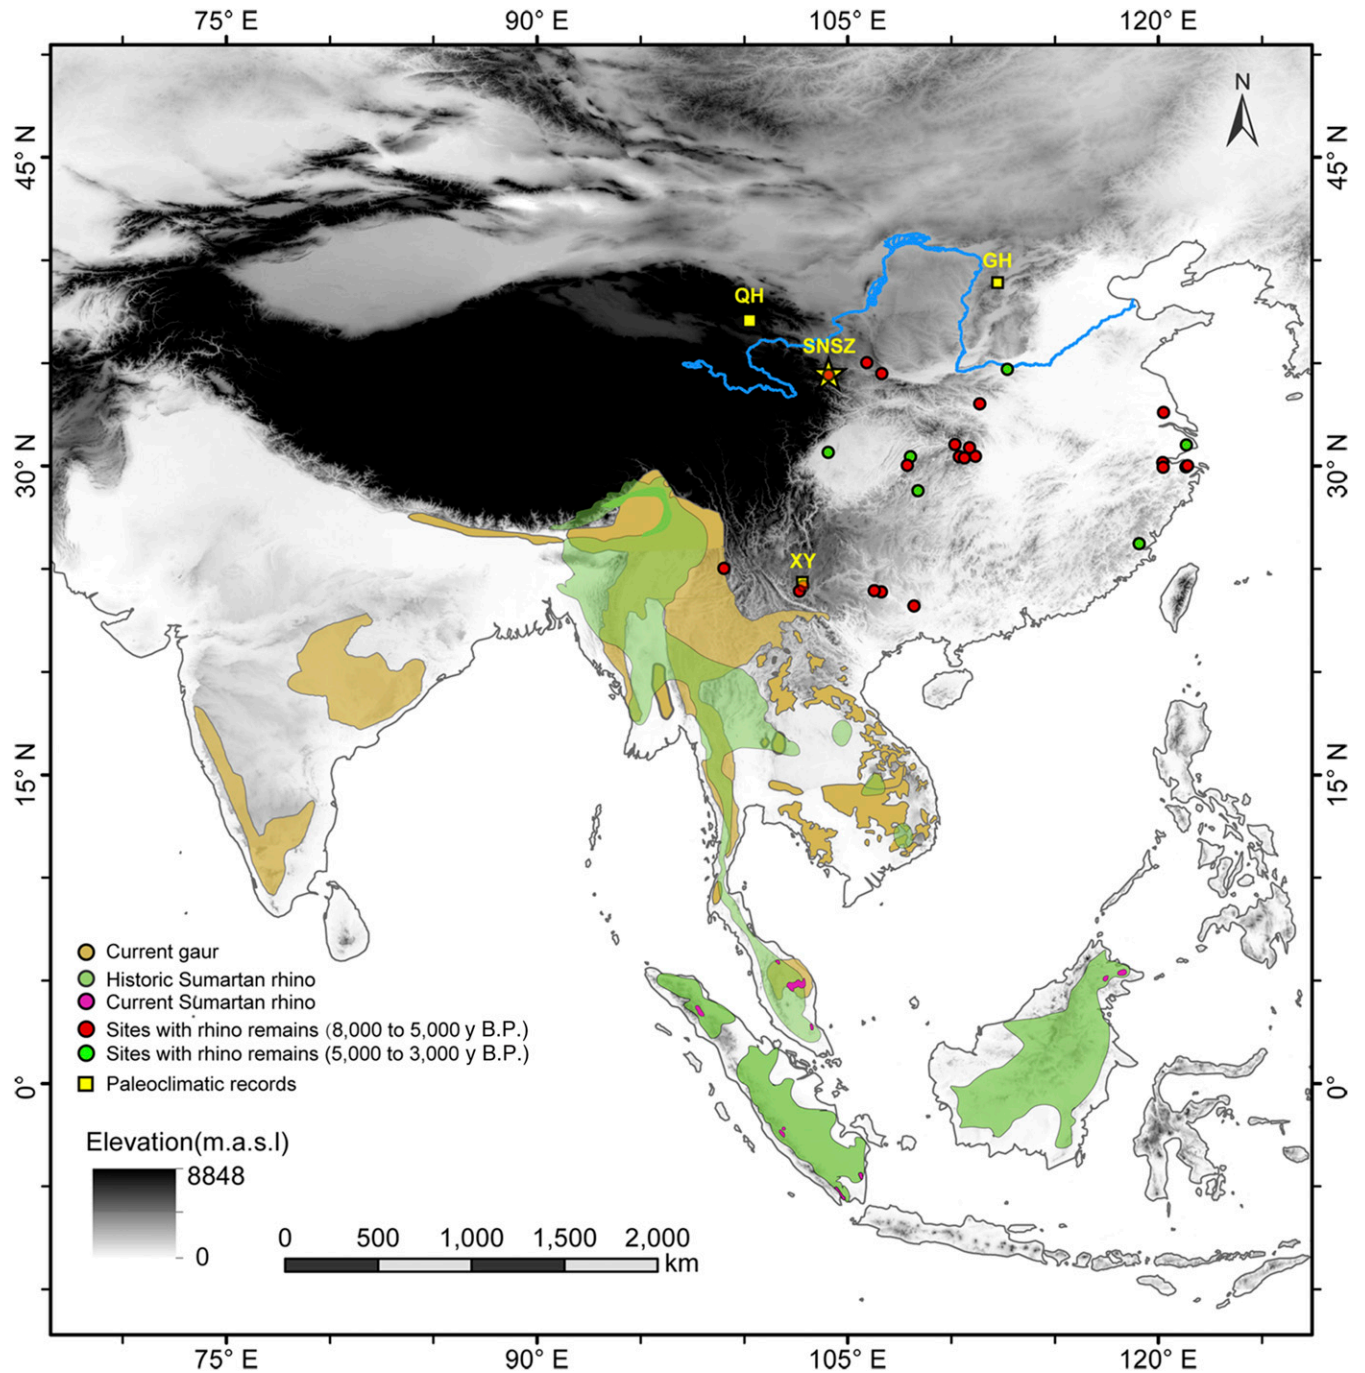 75° E 90° E 105° E 120° E
N
45° N 45° N
GH
QH
SNSZ
30° N 30° N
XY
15° N 15° N
Current gaur
Historic Sumartan rhino
Current Sumartan rhino
Sites with rhino remains (8,000 to 5,000 y B.P.)
Sites with rhino remains (5,000 to 3,000 y B.P.)
Paleoclimatic records
0° 0°
Elevation(m.a.s.l)
8848
0
0 500 1,000 1,500 2,000
km
75° E 90° E 105° E 120° E